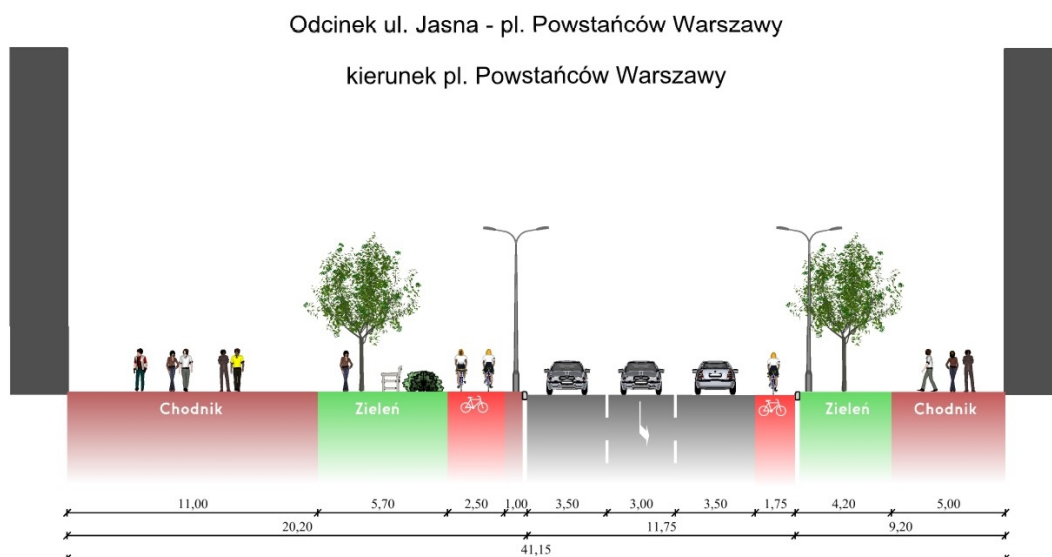 Odcinek ul. Jasna - pl. Powstańców Warszawy
kierunek pl. Powstańców Warszawy
Chodnik Zieleń Zieleń Chodnik
11,00 5,70 2,50 1,00 3,50 3,00 3,50 1,75 4,20 5,00
20,20 11,75 9,20
41,15